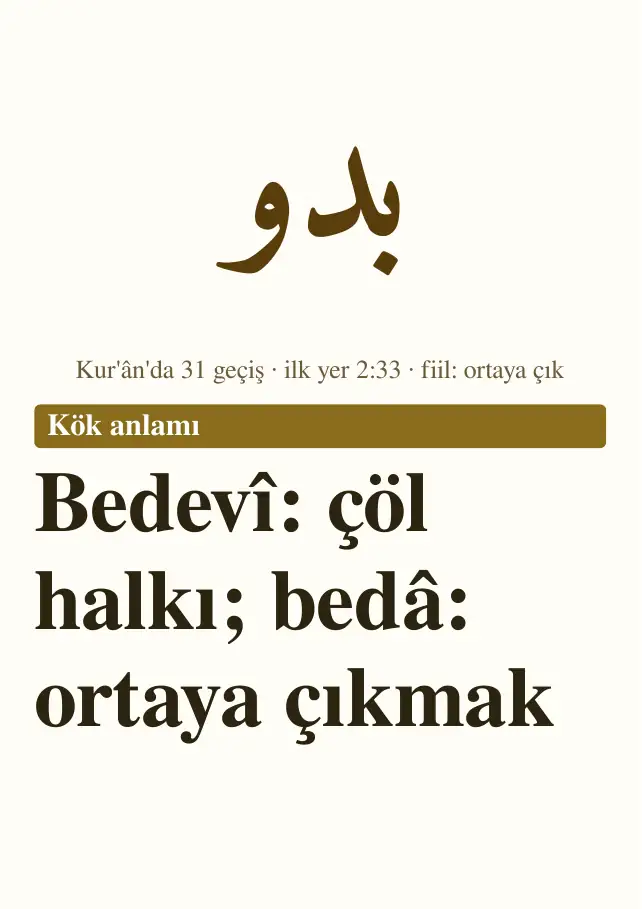 بدو
Kur'ân'da 31 geçiş · ilk yer 2:33 · fiil: ortaya çık
Kök anlamı
Bedevî: çöl
halkı; bedâ:
ortaya çıkmak